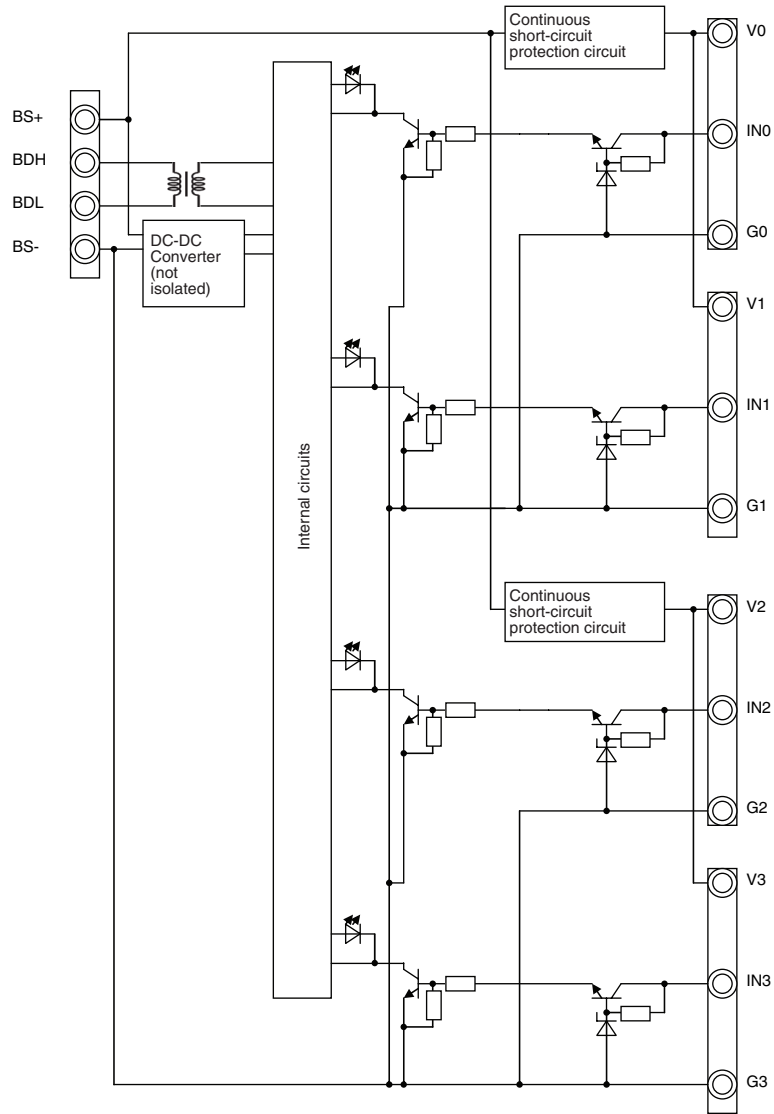 Continuous
short-circuit
protection circuit
V0
BS+
BDH
BDL
BS-
IN0
G0
DC-DC
Converter
(not
isolated)
V1
IN1
Internal circuits
G1
Continuous
short-circuit
protection circuit
V2
IN2
G2
V3
IN3
G3